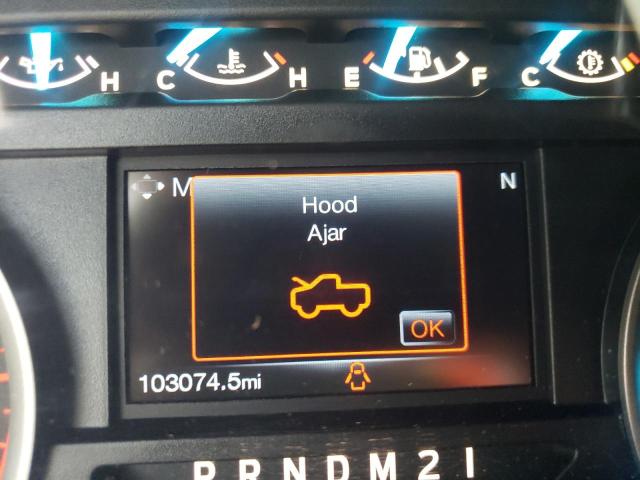 H C H E F C
M N
Hood
Ajar
OK
103074.5mi
P R N D M 2 1